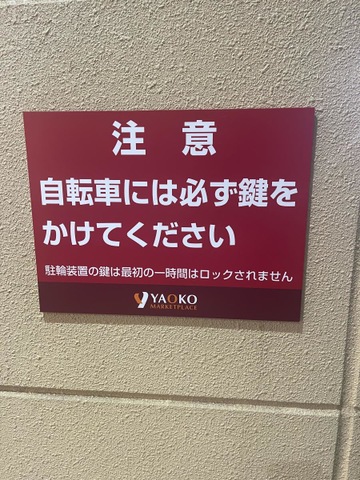 注意
自転車には必ず鍵を
かけてください
駐輪装置の鍵は最初の一時間はロックされません
YAOKO
MARKETPLACE